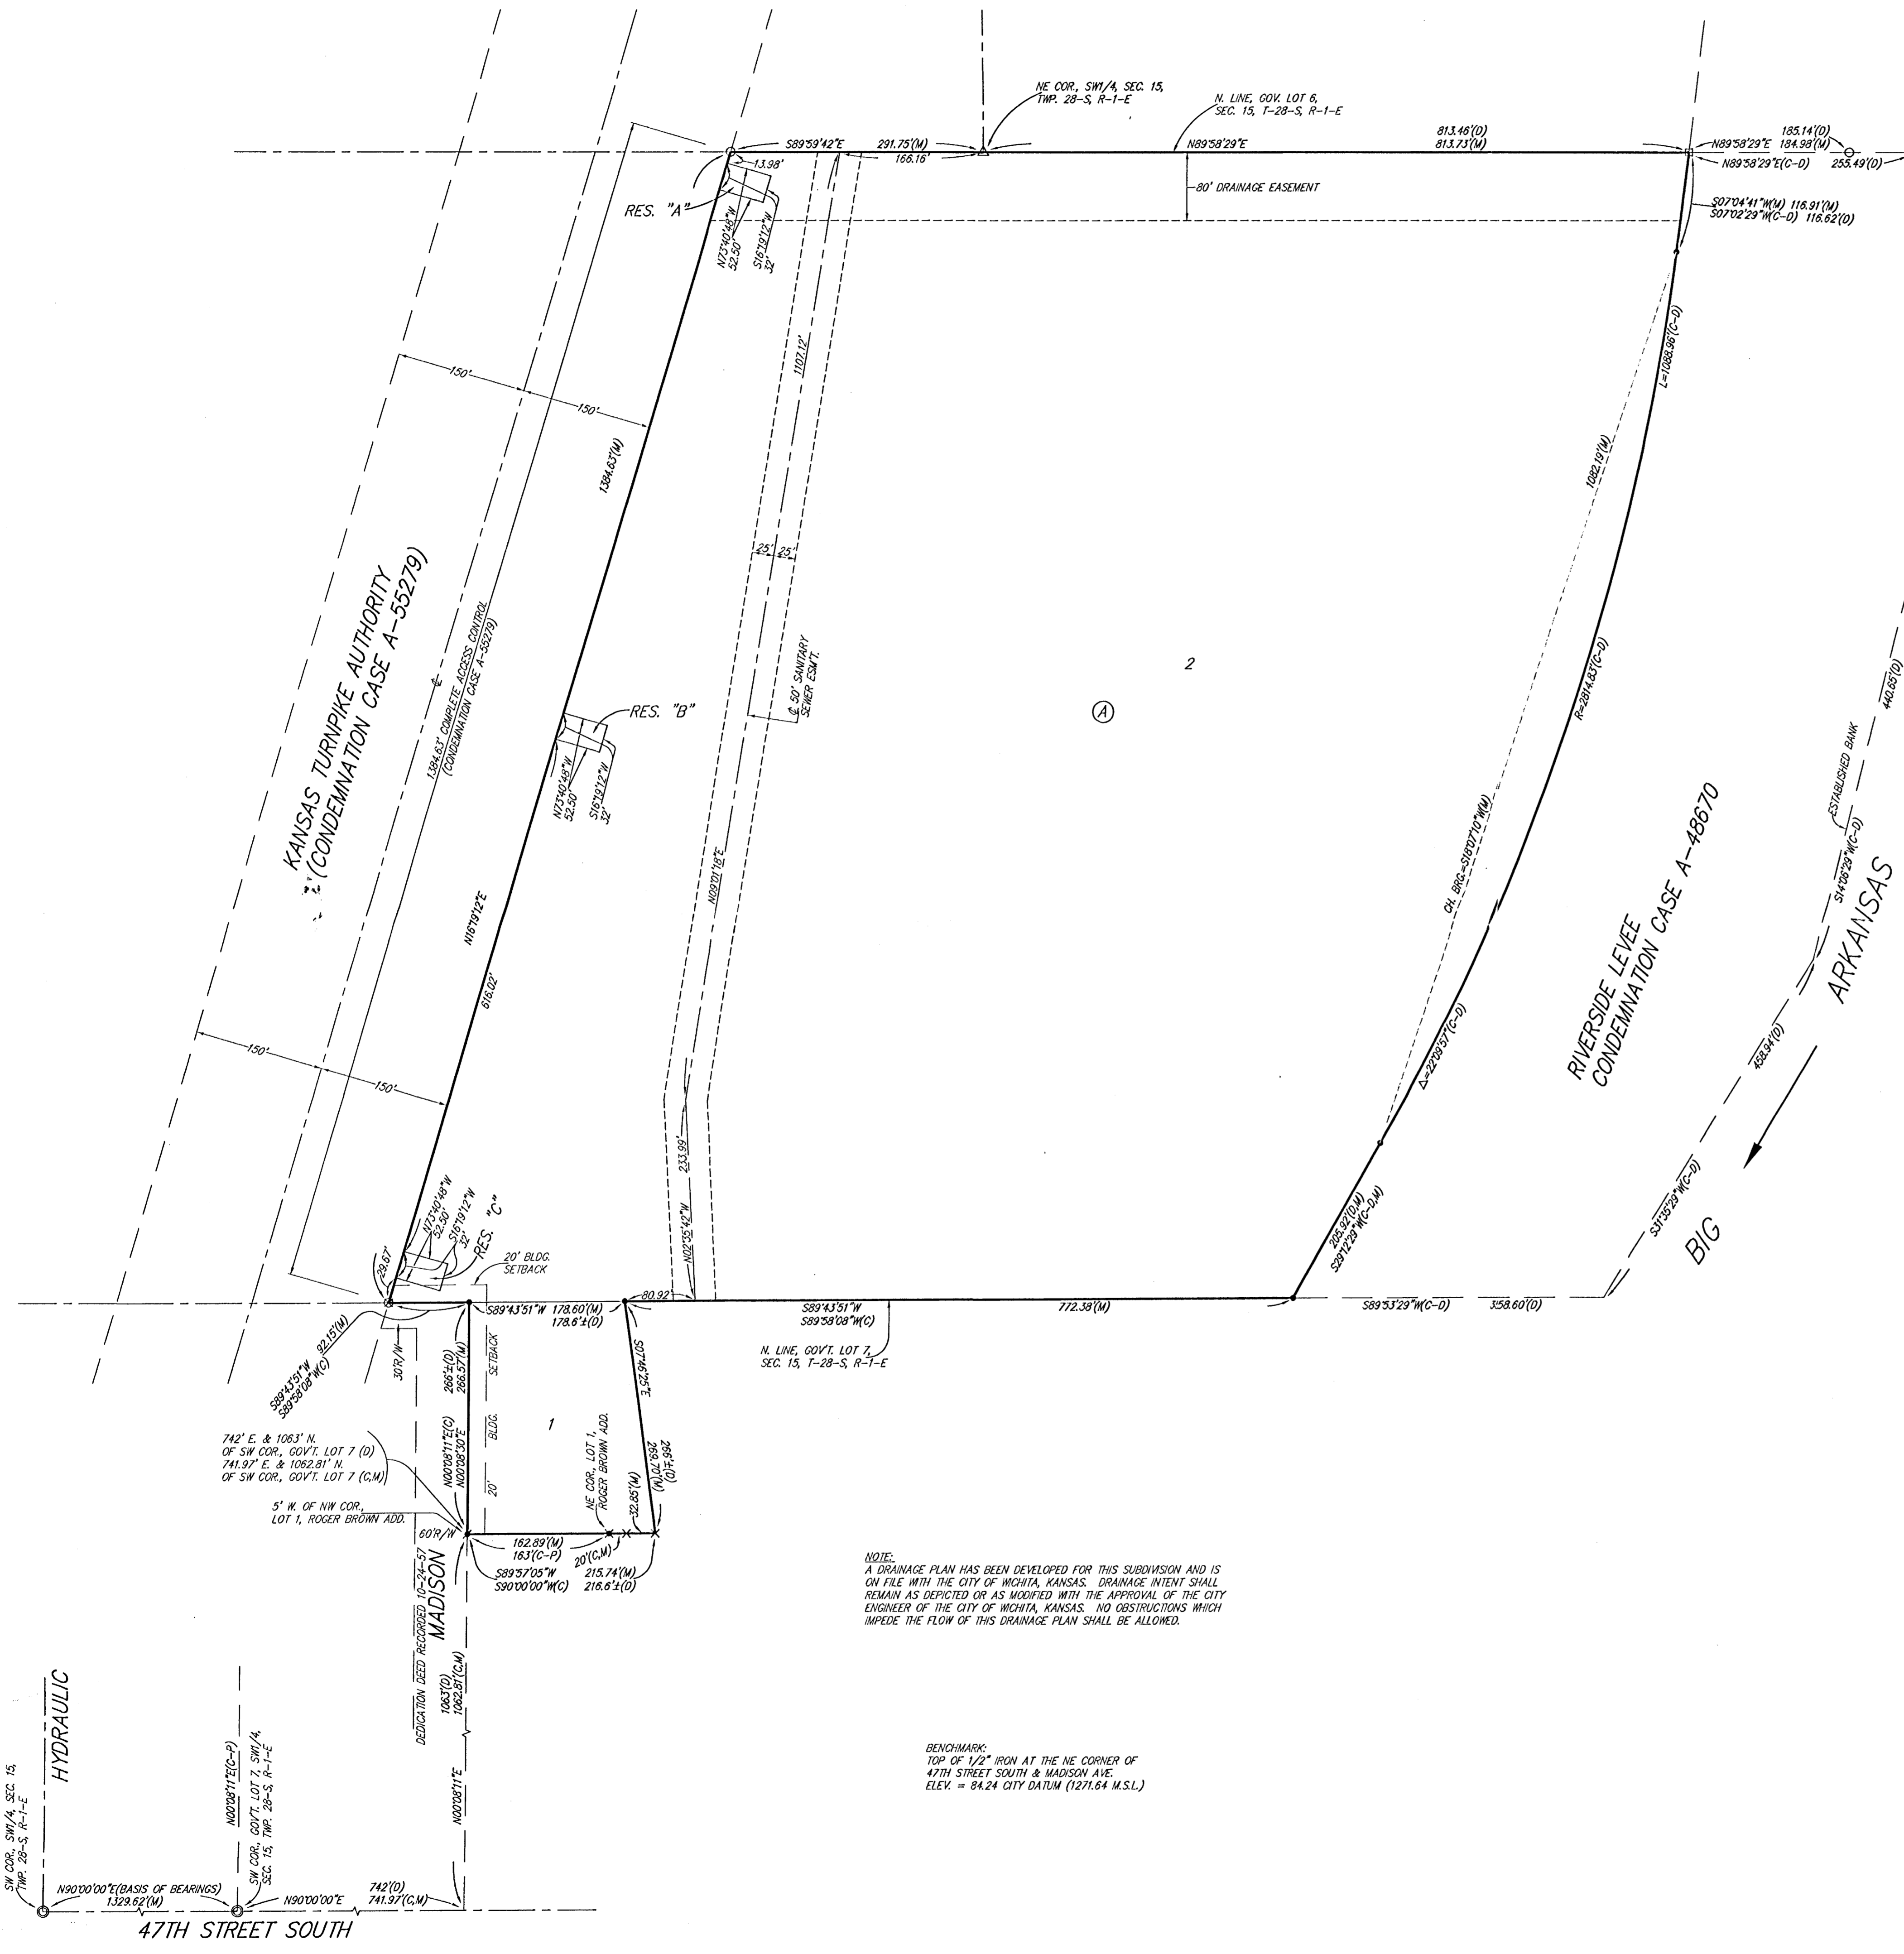 NE COR., SW1/4, SEC. 15,
TWP. 28-S, R-1-E
N. LINE, GOV. LOT 6,
SEC. 15, T-28-S, R-1-E
S89°59'42"E
291.75'(M)
166.16'
13.98'
N89°58'29"E
813.46'(D)
813.73'(M)
185.14'(D)
N89°58'29"E 184.98'(M)
N89°58'29"E(C-D)
255.49'(D)
S07°04'41"W(M) 116.91'(M)
S07°02'29"W(C-D) 116.62'(D)
80' DRAINAGE EASEMENT
RES. "A"
N73°40'48"W
52.50'
S16°19'12"W
32'
150'
150'
1384.63'(M)
1107.12'
L=1088.96'(C-D)
1082.19'(M)
25'
25'
KANSAS TURNPIKE AUTHORITY
(CONDEMNATION CASE A-55279)
1384.63' COMPLETE ACCESS CONTROL
(CONDEMNATION CASE A-55279)
℄
℄ 50' SANITARY
SEWER ESM'T.
2
A
R=2814.83'(C-D)
440.65'(D)
RES. "B"
N73°40'48"W
52.50'
S16°19'12"W
32'
ESTABLISHED BANK
S14°06'29"W(C-D)
CH. BRG.=S18°07'10"W(M)
N09°01'18"E
N16°19'12"E
616.02'
RIVERSIDE LEVEE
CONDEMNATION CASE A-48670
ARKANSAS
BIG
458.94'(D)
S31°35'29"W(C-D)
Δ=22°09'57"(C-D)
150'
150'
233.99'
N02°35'42"W
205.92'(D,M)
S29°12'29"W(C-D,M)
N73°40'48"W
52.50'
S16°19'12"W
32'
RES. "C"
29.67'
20' BLDG.
SETBACK
S89°43'51"W 178.60'(M)
178.6'±(D)
80.92'
S89°43'51"W
S89°58'08"W(C)
772.38'(M)
S89°53'29"W(C-D)
358.60'(D)
N. LINE, GOV'T. LOT 7,
SEC. 15, T-28-S, R-1-E
S89°43'51"W 92.15'(M)
S89°58'08"W(C)
30'R/W
266'±(D)
266.57'(M)
N00°08'11"E(C)
N00°08'30"E
20' BLDG. SETBACK
1
S07°46'25"E
269.70'(M)
266.9'±(D)
NE COR., LOT 1,
ROGER BROWN ADD.
32.85'(M)
742' E. & 1063' N.
OF SW COR., GOV'T. LOT 7 (D)
741.97' E. & 1062.81' N.
OF SW COR., GOV'T. LOT 7 (C,M)
5' W. OF NW COR.,
LOT 1, ROGER BROWN ADD.
60'R/W
162.89'(M)
163'(C-P)
20'(C,M)
S89°57'05"W 215.74'(M)
S90°00'00"W(C) 216.6'±(D)
DEDICATION DEED RECORDED 10-24-57
MADISON
1063'(D)
1062.81'(C,M)
N00°08'11"E
NOTE:
A DRAINAGE PLAN HAS BEEN DEVELOPED FOR THIS SUBDIVISION AND IS
ON FILE WITH THE CITY OF WICHITA, KANSAS. DRAINAGE INTENT SHALL
REMAIN AS DEPICTED OR AS MODIFIED WITH THE APPROVAL OF THE CITY
ENGINEER OF THE CITY OF WICHITA, KANSAS. NO OBSTRUCTIONS WHICH
IMPEDE THE FLOW OF THIS DRAINAGE PLAN SHALL BE ALLOWED.
BENCHMARK:
TOP OF 1/2" IRON AT THE NE CORNER OF
47TH STREET SOUTH & MADISON AVE.
ELEV. = 84.24 CITY DATUM (1271.64 M.S.L.)
HYDRAULIC
SW COR., SW1/4, SEC. 15,
TWP. 28-S, R-1-E
N00°08'11"E(C-P)
SW COR., GOV'T. LOT 7, SW1/4,
SEC. 15, TWP. 28-S, R-1-E
N90°00'00"E(BASIS OF BEARINGS)
1329.62'(M)
N90°00'00"E
742'(D)
741.97'(C,M)
47TH STREET SOUTH